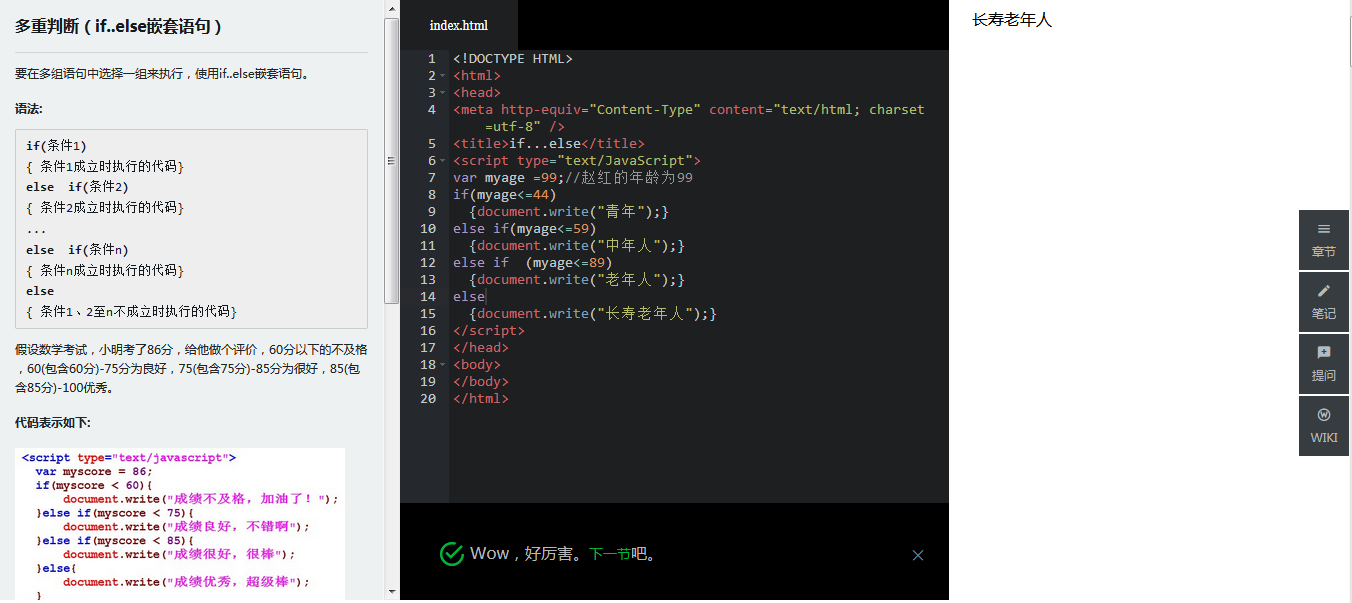 多重判断（if..else嵌套语句）
要在多组语句中选择一组来执行，使用if..else嵌套语句。
语法:
if(条件1)
{ 条件1成立时执行的代码}
else  if(条件2)
{ 条件2成立时执行的代码}
...
else  if(条件n)
{ 条件n成立时执行的代码}
else
{ 条件1、2至n不成立时执行的代码}
假设数学考试，小明考了86分，给他做个评价，60分以下的不及格
，60(包含60分)-75分为良好，75(包含75分)-85分为很好，85(包
含85分)-100优秀。
代码表示如下:
<script type="text/javascript">
var myscore = 86;
if(myscore < 60){
document.write("成绩不及格，加油了！");
}else if(myscore < 75){
document.write("成绩良好，不错啊");
}else if(myscore < 85){
document.write("成绩很好，很棒");
}else{
document.write("成绩优秀，超级棒");
}
index.html
1 <!DOCTYPE HTML>
2 <html>
3 <head>
4 <meta http-equiv="Content-Type" content="text/html; charset
=utf-8" />
5 <title>if...else</title>
6 <script type="text/JavaScript">
7 var myage =99;//赵红的年龄为99
8 if(myage<=44)
9 {document.write("青年");}
10 else if(myage<=59)
11 {document.write("中年人");}
12 else if  (myage<=89)
13 {document.write("老年人");}
14 else
15 {document.write("长寿老年人");}
16 </script>
17 </head>
18 <body>
19 </body>
20 </html>
Wow，好厉害。下一节吧。
长寿老年人
章节
笔记
提问
W
WIKI